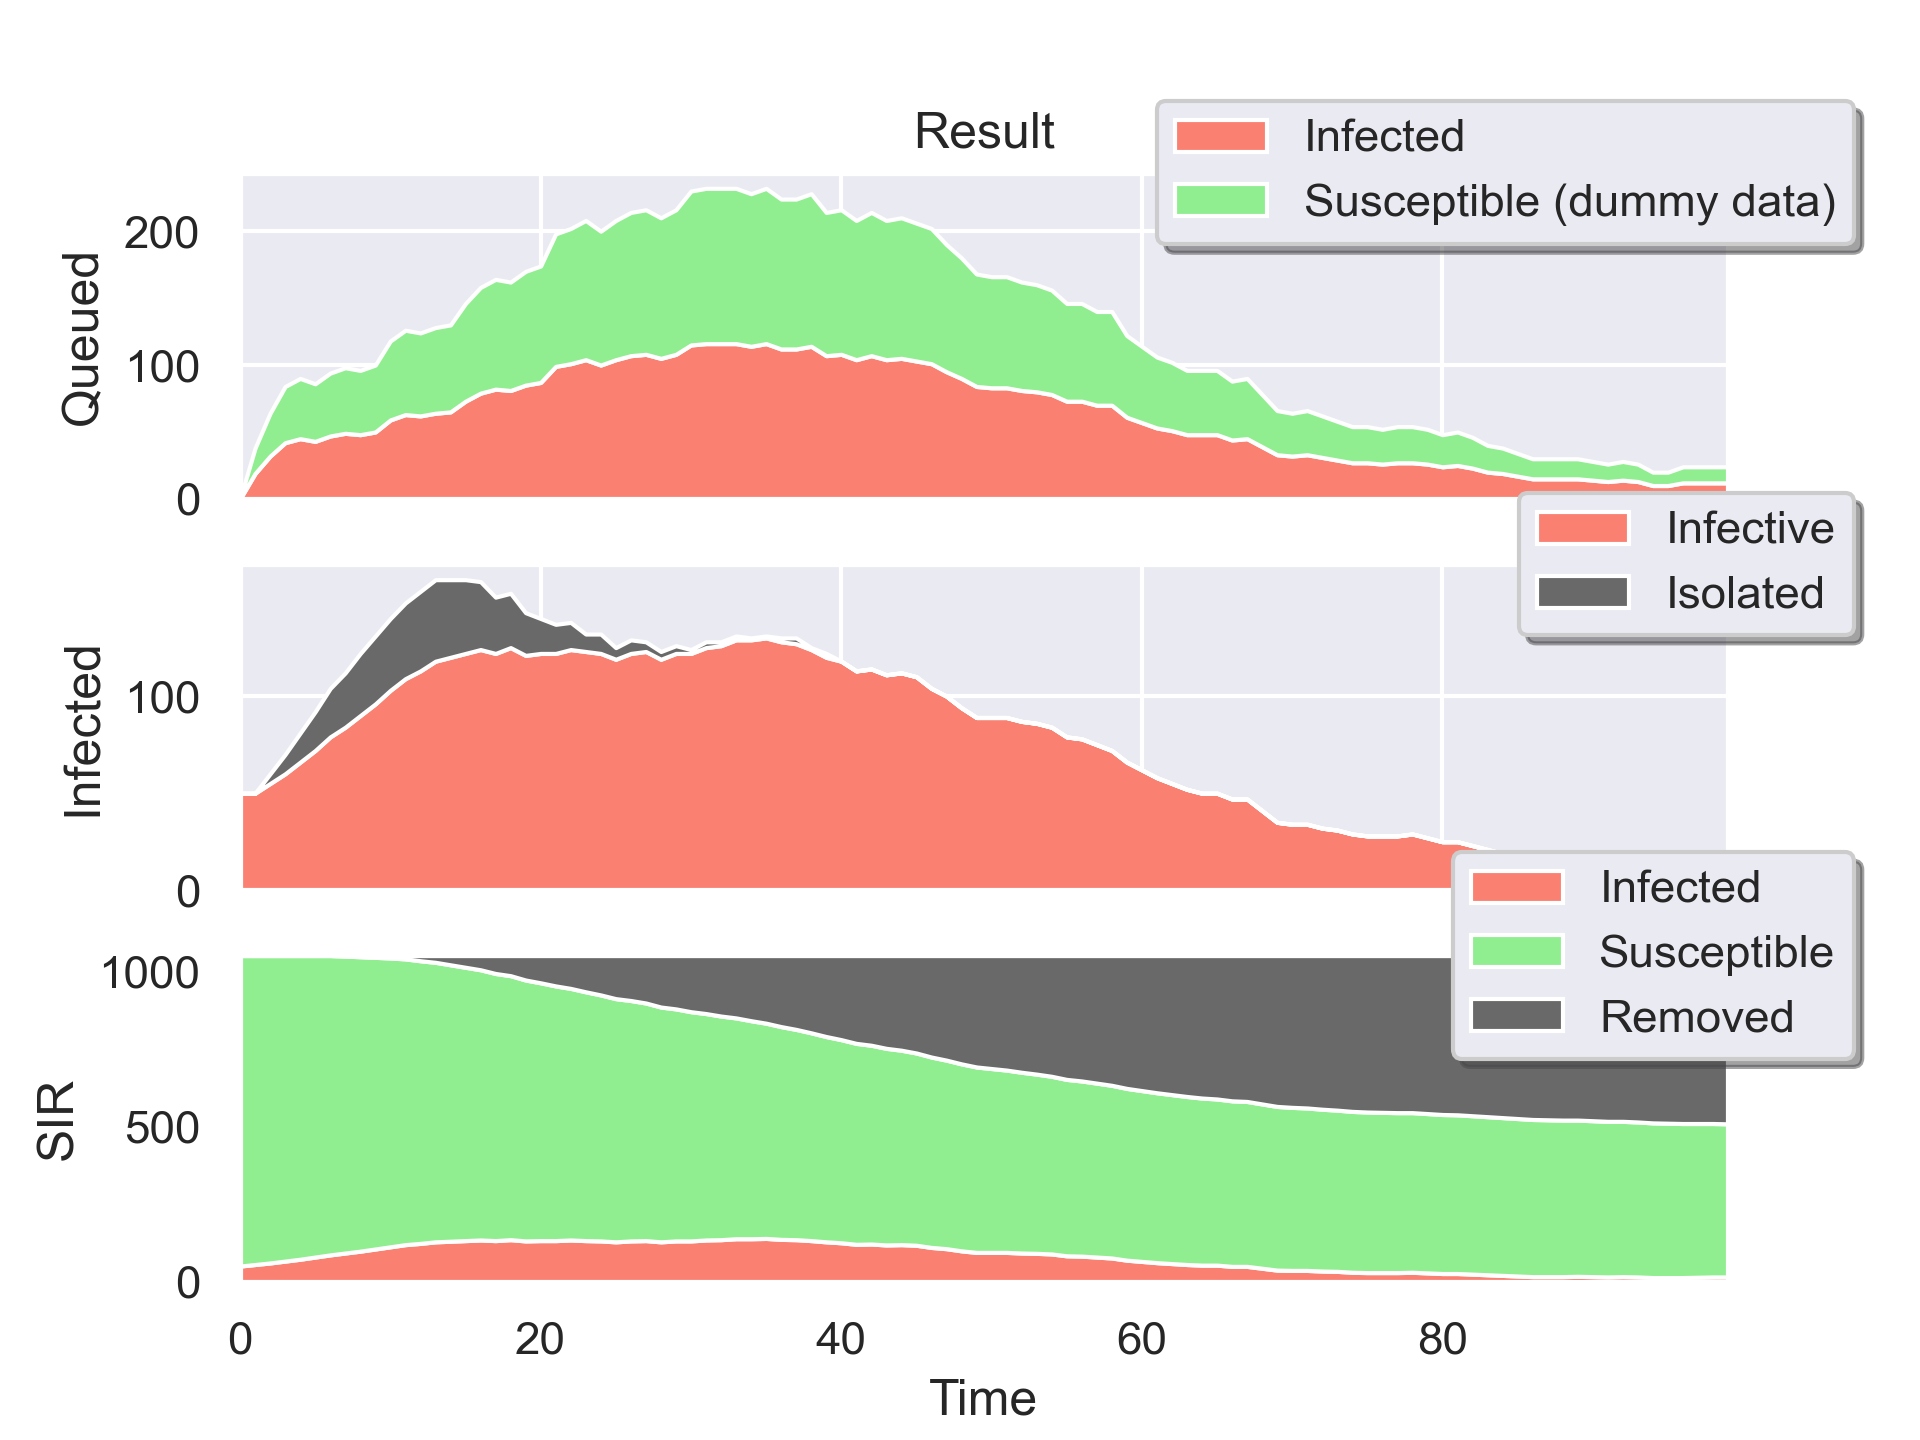 Result
Infected
Susceptible (dummy data)
Queued
200
100
0
Infective
Isolated
Infected
100
0
Infected
Susceptible
Removed
SIR
1000
500
0
0 20 40 60 80
Time